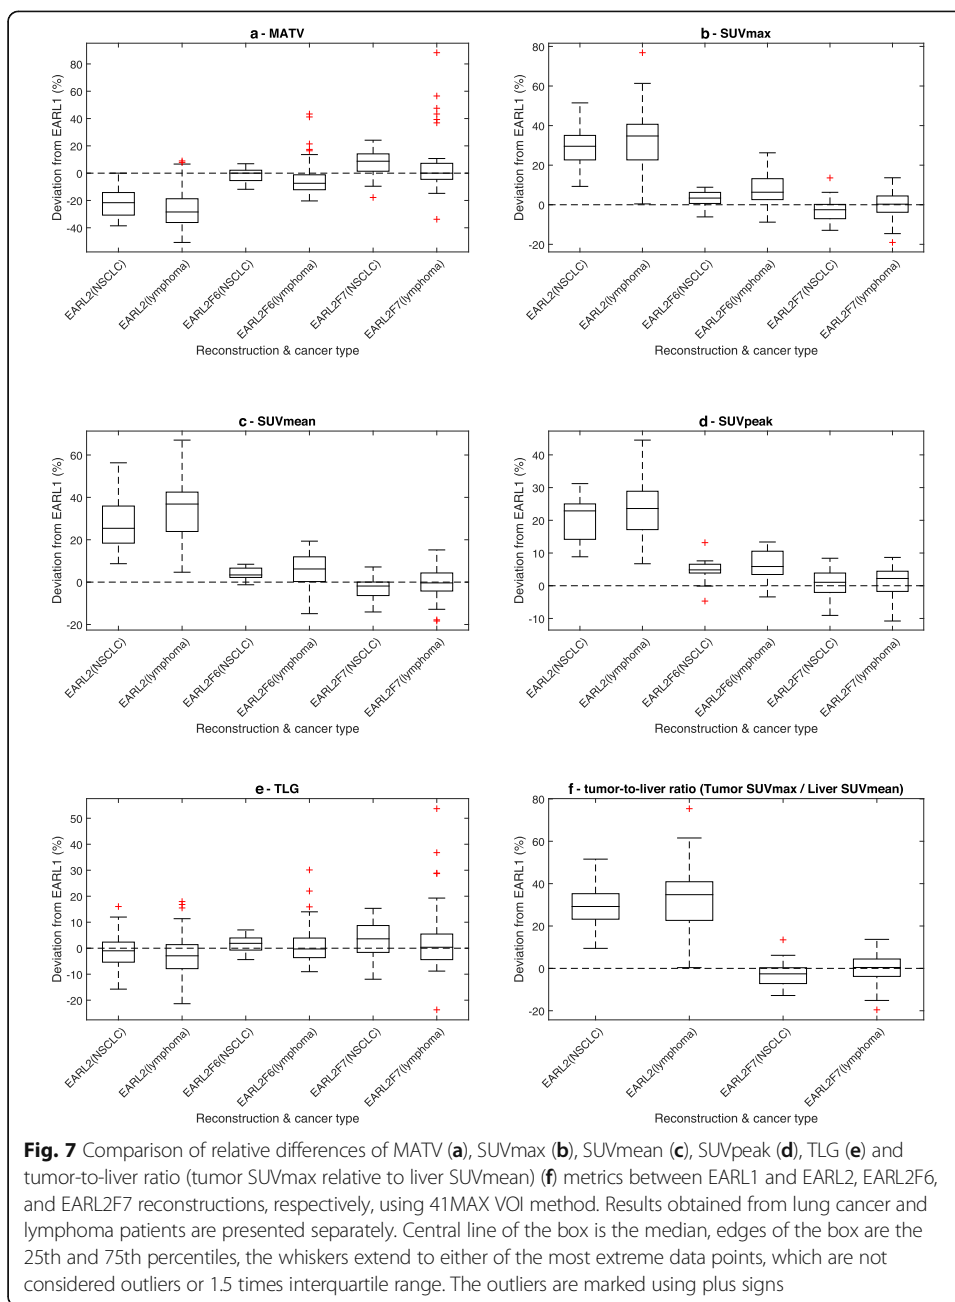 a - MATV
Deviation from EARL1 (%)
80
60
40
20
0
-20
-40
EARL2(NSCLC)
EARL2(lymphoma)
EARL2F6(NSCLC)
EARL2F6(lymphoma)
EARL2F7(NSCLC)
EARL2F7(lymphoma)
Reconstruction & cancer type
b - SUVmax
Deviation from EARL1 (%)
80
60
40
20
0
-20
EARL2(NSCLC)
EARL2(lymphoma)
EARL2F6(NSCLC)
EARL2F6(lymphoma)
EARL2F7(NSCLC)
EARL2F7(lymphoma)
Reconstruction & cancer type
c - SUVmean
Deviation from EARL1 (%)
60
40
20
0
-20
EARL2(NSCLC)
EARL2(lymphoma)
EARL2F6(NSCLC)
EARL2F6(lymphoma)
EARL2F7(NSCLC)
EARL2F7(lymphoma)
Reconstruction & cancer type
d - SUVpeak
Deviation from EARL1 (%)
40
30
20
10
0
-10
EARL2(NSCLC)
EARL2(lymphoma)
EARL2F6(NSCLC)
EARL2F6(lymphoma)
EARL2F7(NSCLC)
EARL2F7(lymphoma)
Reconstruction & cancer type
e - TLG
Deviation from EARL1 (%)
50
40
30
20
10
0
-10
-20
EARL2(NSCLC)
EARL2(lymphoma)
EARL2F6(NSCLC)
EARL2F6(lymphoma)
EARL2F7(NSCLC)
EARL2F7(lymphoma)
Reconstruction & cancer type
f - tumor-to-liver ratio (Tumor SUVmax / Liver SUVmean)
Deviation from EARL1 (%)
80
60
40
20
0
-20
EARL2(NSCLC)
EARL2(lymphoma)
EARL2F7(NSCLC)
EARL2F7(lymphoma)
Reconstruction & cancer type
Fig. 7 Comparison of relative differences of MATV (a), SUVmax (b), SUVmean (c), SUVpeak (d), TLG (e) and
tumor-to-liver ratio (tumor SUVmax relative to liver SUVmean) (f) metrics between EARL1 and EARL2, EARL2F6,
and EARL2F7 reconstructions, respectively, using 41MAX VOI method. Results obtained from lung cancer and
lymphoma patients are presented separately. Central line of the box is the median, edges of the box are the
25th and 75th percentiles, the whiskers extend to either of the most extreme data points, which are not
considered outliers or 1.5 times interquartile range. The outliers are marked using plus signs